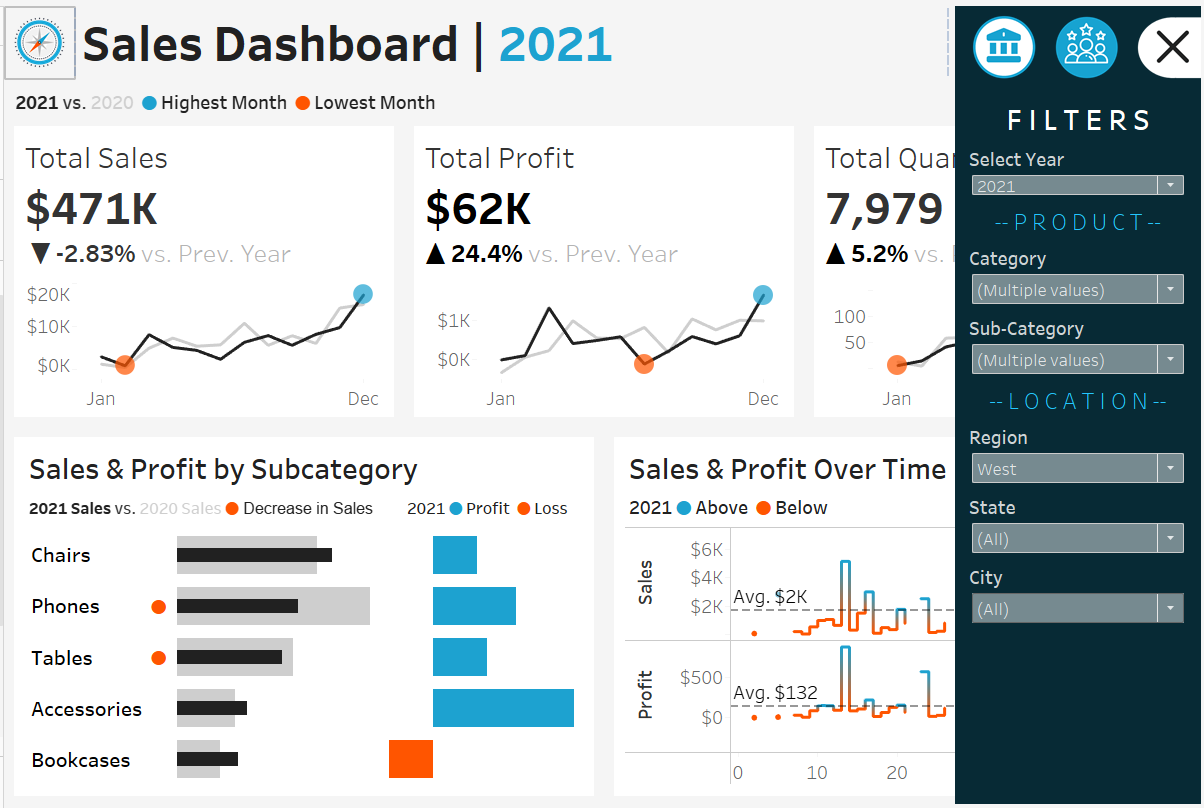 Sales Dashboard | 2021
2021 vs. 2020 Highest Month Lowest Month
Total Sales
$471K
▼ -2.83% vs. Prev. Year
$20K
$10K
$0K
Jan Dec
Total Profit
$62K
▲ 24.4% vs. Prev. Year
$1K
$0K
Jan Dec
Total Qua
7,979
▲ 5.2% vs.
100
50
Jan
Sales & Profit by Subcategory
2021 Sales vs. 2020 Sales Decrease in Sales 2021 Profit Loss
Chairs
Phones
Tables
Accessories
Bookcases
Sales & Profit Over Time
2021 Above Below
Sales
$6K
$4K
$2K
Avg. $2K
Profit
$500
$0
Avg. $132
0 10 20
FILTERS
Select Year
2021
--PRODUCT--
Category
(Multiple values)
Sub-Category
(Multiple values)
--LOCATION--
Region
West
State
(All)
City
(All)